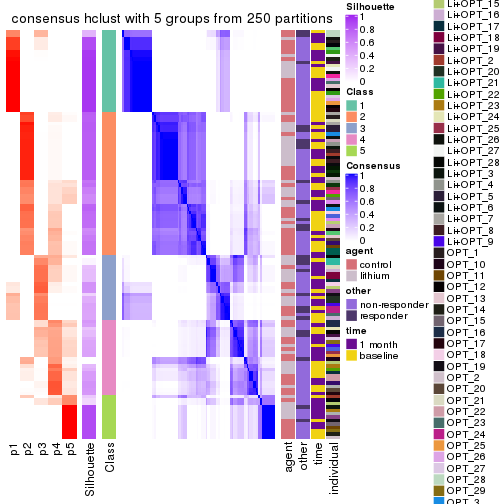 consensus hclust with 5 groups from 250 partitions
p1
p2
p3
p4
p5
Silhouette
Class
agent
other
time
individual
Silhouette
1
0.8
0.6
0.4
0.2
0
Class
1
2
3
4
5
Consensus
1
0.8
0.6
0.4
0.2
0
agent
control
lithium
other
non-responder
responder
time
1 month
baseline
Li+OPT_15
Li+OPT_16
Li+OPT_17
Li+OPT_18
Li+OPT_19
Li+OPT_2
Li+OPT_20
Li+OPT_21
Li+OPT_22
Li+OPT_23
Li+OPT_24
Li+OPT_25
Li+OPT_26
Li+OPT_27
Li+OPT_28
Li+OPT_3
Li+OPT_4
Li+OPT_5
Li+OPT_6
Li+OPT_7
Li+OPT_8
Li+OPT_9
OPT_1
OPT_10
OPT_11
OPT_12
OPT_13
OPT_14
OPT_15
OPT_16
OPT_17
OPT_18
OPT_19
OPT_2
OPT_20
OPT_21
OPT_22
OPT_23
OPT_24
OPT_25
OPT_26
OPT_27
OPT_28
OPT_29
OPT_3